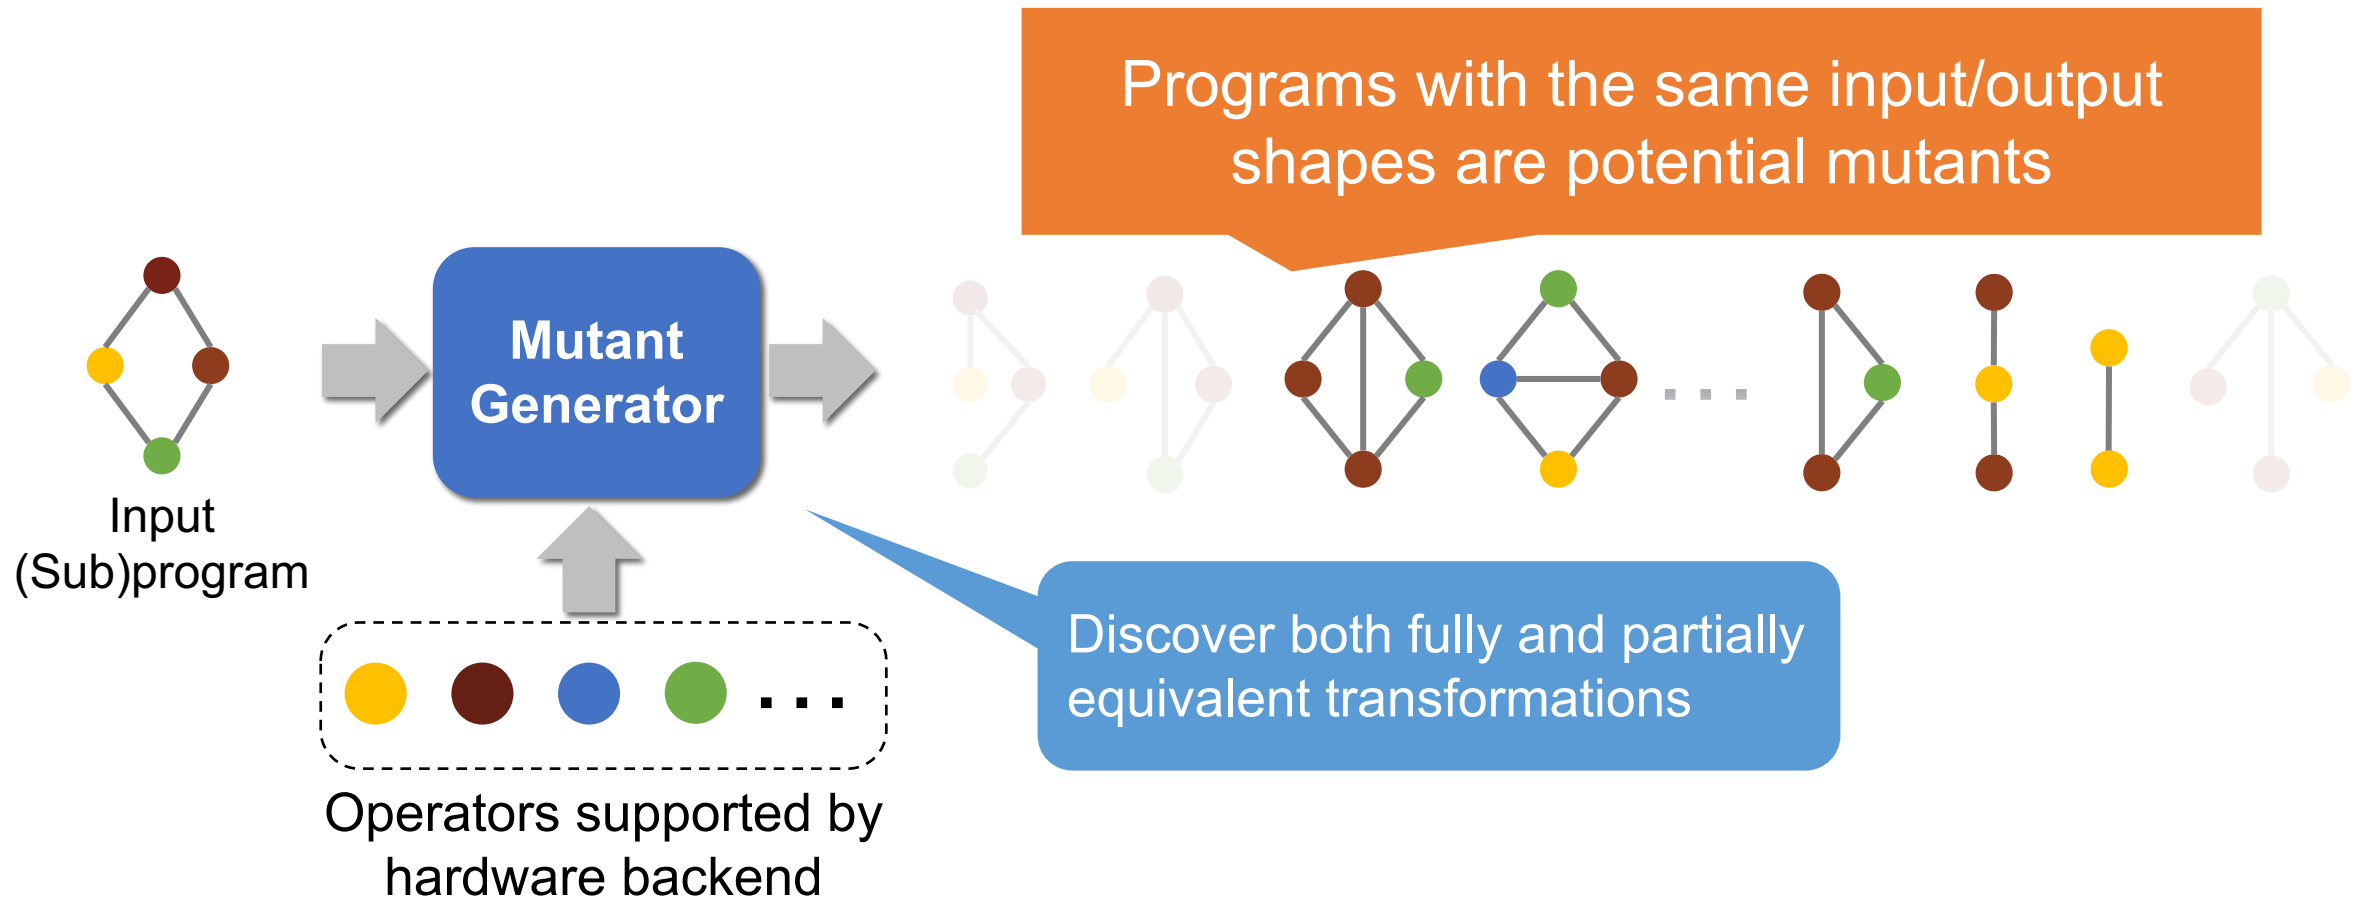 Programs with the same input/output
shapes are potential mutants
Mutant
Generator
Input
(Sub)program
Discover both fully and partially
equivalent transformations
Operators supported by
hardware backend